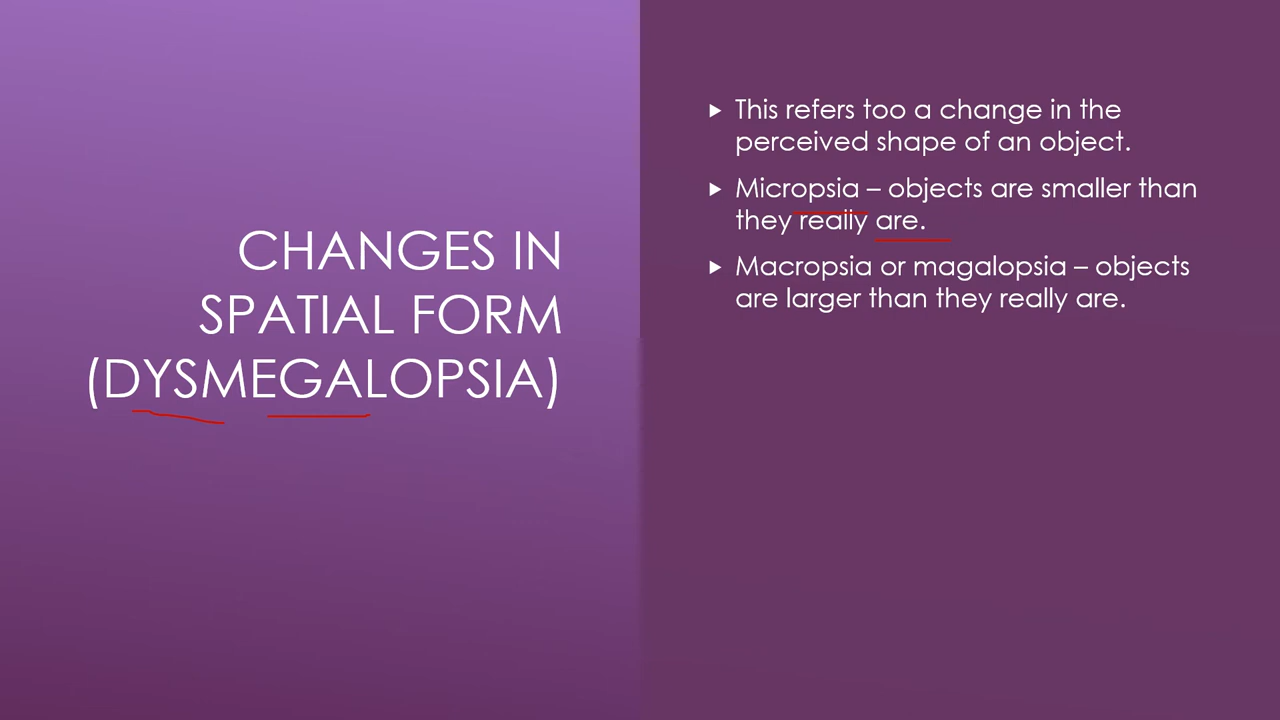 CHANGES IN
SPATIAL FORM
(DYSMEGALOPSIA)
This refers too a change in the
perceived shape of an object.
Micropsia – objects are smaller than
they really are.
Macropsia or magalopsia – objects
are larger than they really are.